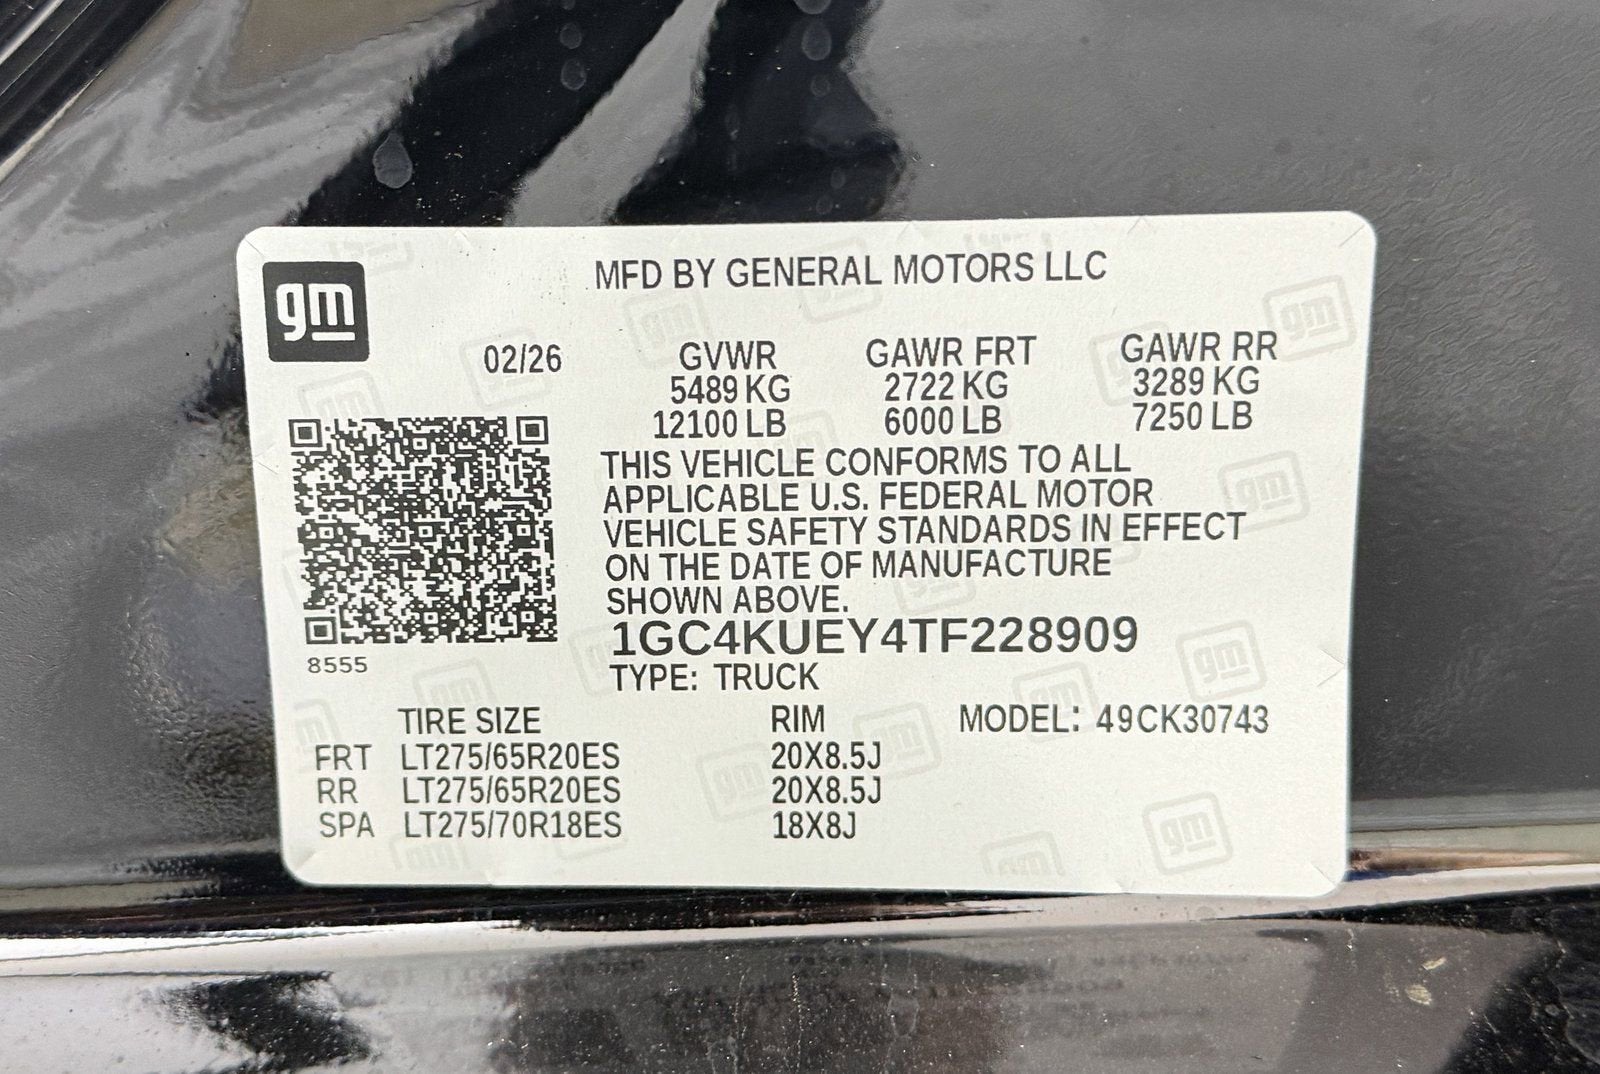 gm
MFD BY GENERAL MOTORS LLC
02/26 GVWR GAWR FRT GAWR RR
5489 KG 2722 KG 3289 KG
12100 LB 6000 LB 7250 LB
THIS VEHICLE CONFORMS TO ALL
APPLICABLE U.S. FEDERAL MOTOR
VEHICLE SAFETY STANDARDS IN EFFECT
ON THE DATE OF MANUFACTURE
SHOWN ABOVE.
1GC4KUEY4TF228909
8555
TYPE: TRUCK
TIRE SIZE RIM MODEL: 49CK30743
FRT LT275/65R20ES 20X8.5J
RR LT275/65R20ES 20X8.5J
SPA LT275/70R18ES 18X8J